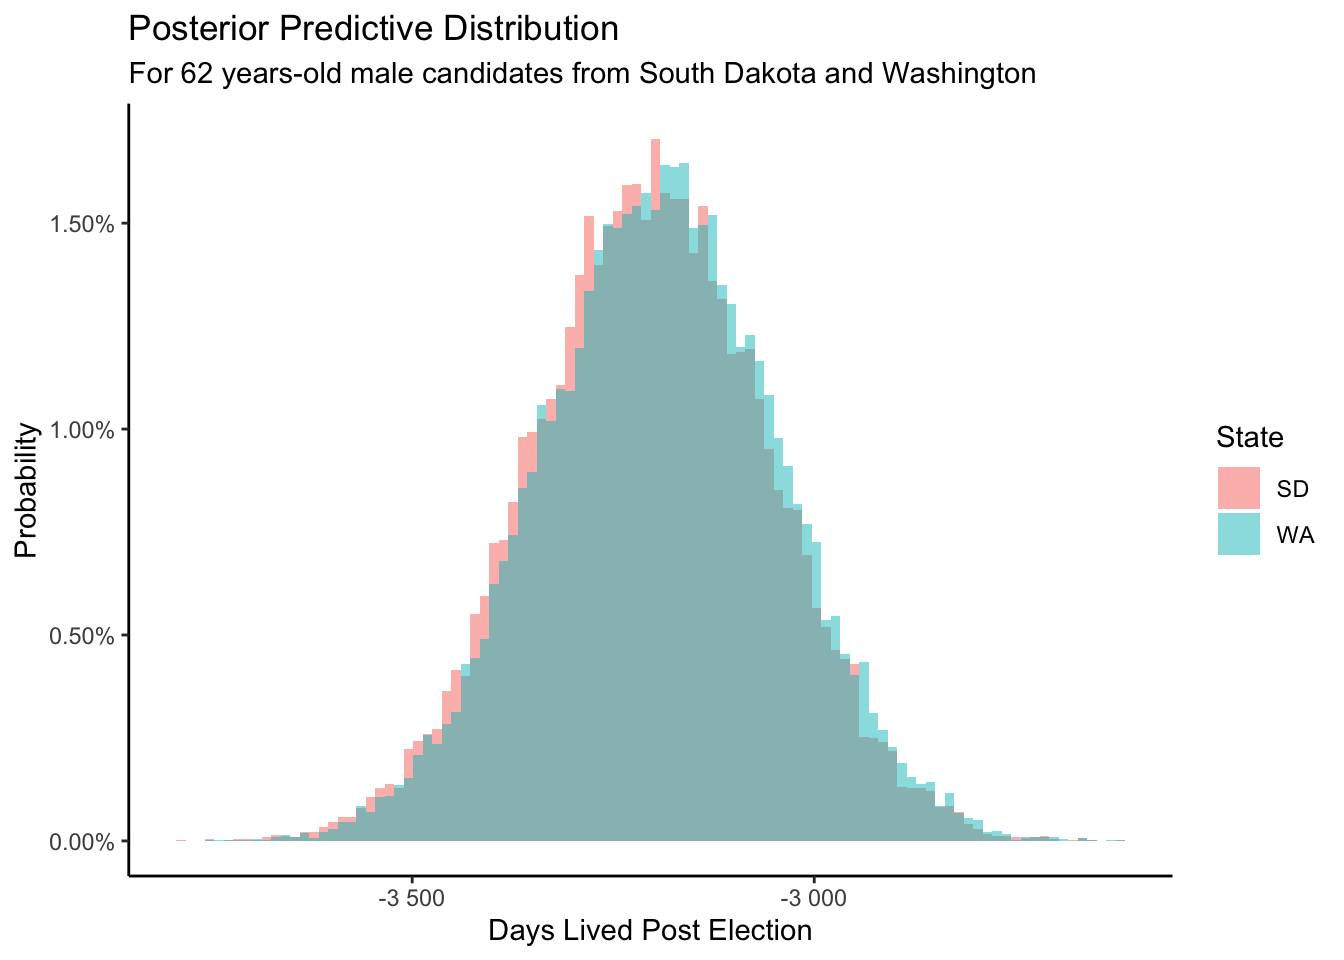 Posterior Predictive Distribution
For 62 years-old male candidates from South Dakota and Washington
Probability
1.50%
1.00%
0.50%
0.00%
-3 500
-3 000
Days Lived Post Election
State
SD
WA